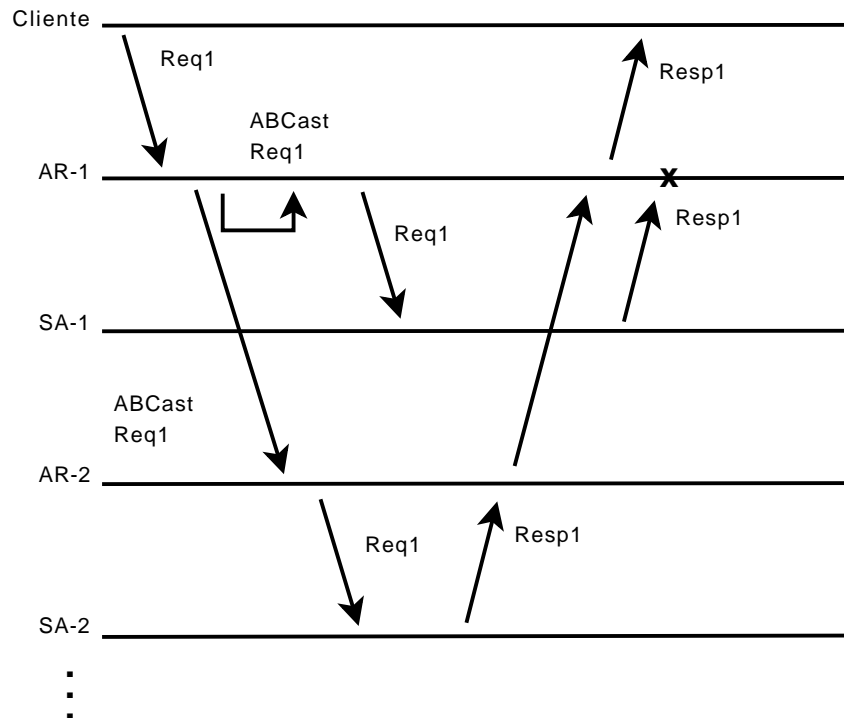 Cliente
Req1
Resp1
ABCast
Req1
AR-1
x
Req1
Resp1
SA-1
ABCast
Req1
AR-2
Req1
Resp1
SA-2